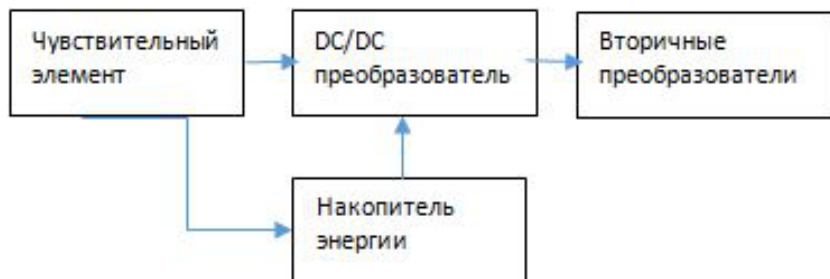 Чувствительный
элемент
DC/DC
преобразователь
Вторичные
преобразователи
Накопитель
энергии